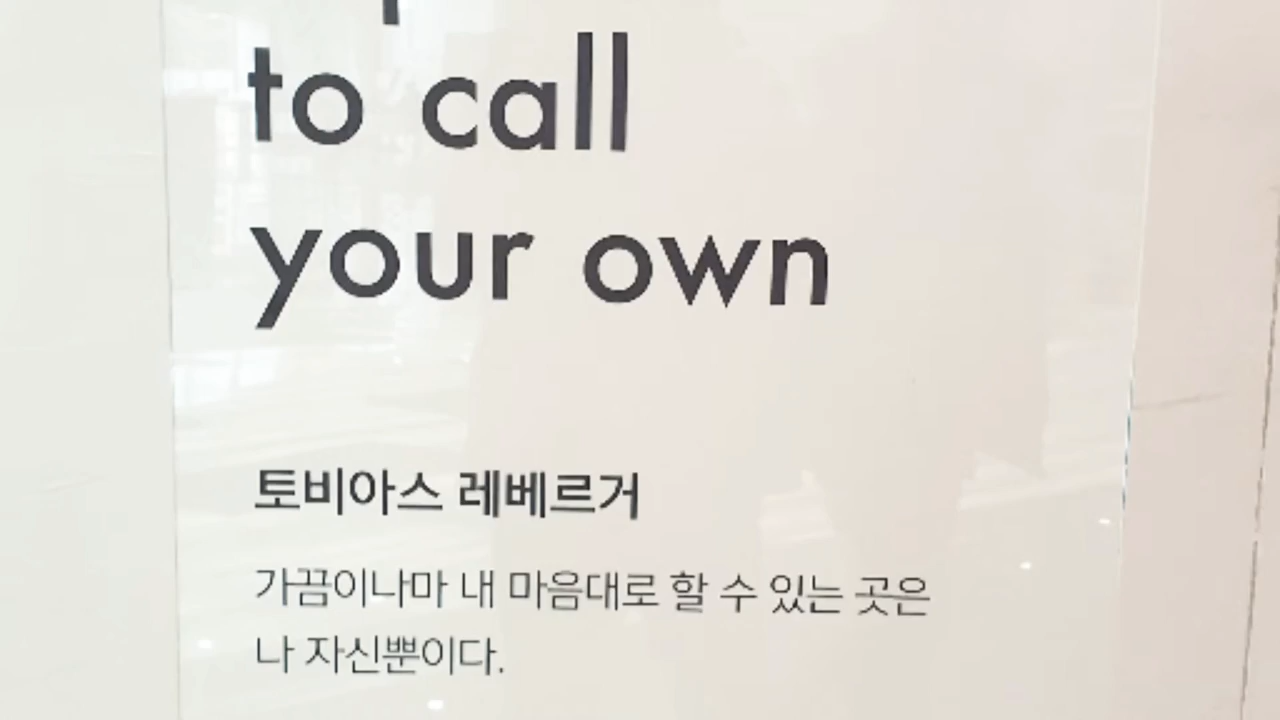 to call
your own
토비아스 레베르거
가끔이나마 내 마음대로 할 수 있는 곳은
나 자신뿐이다.